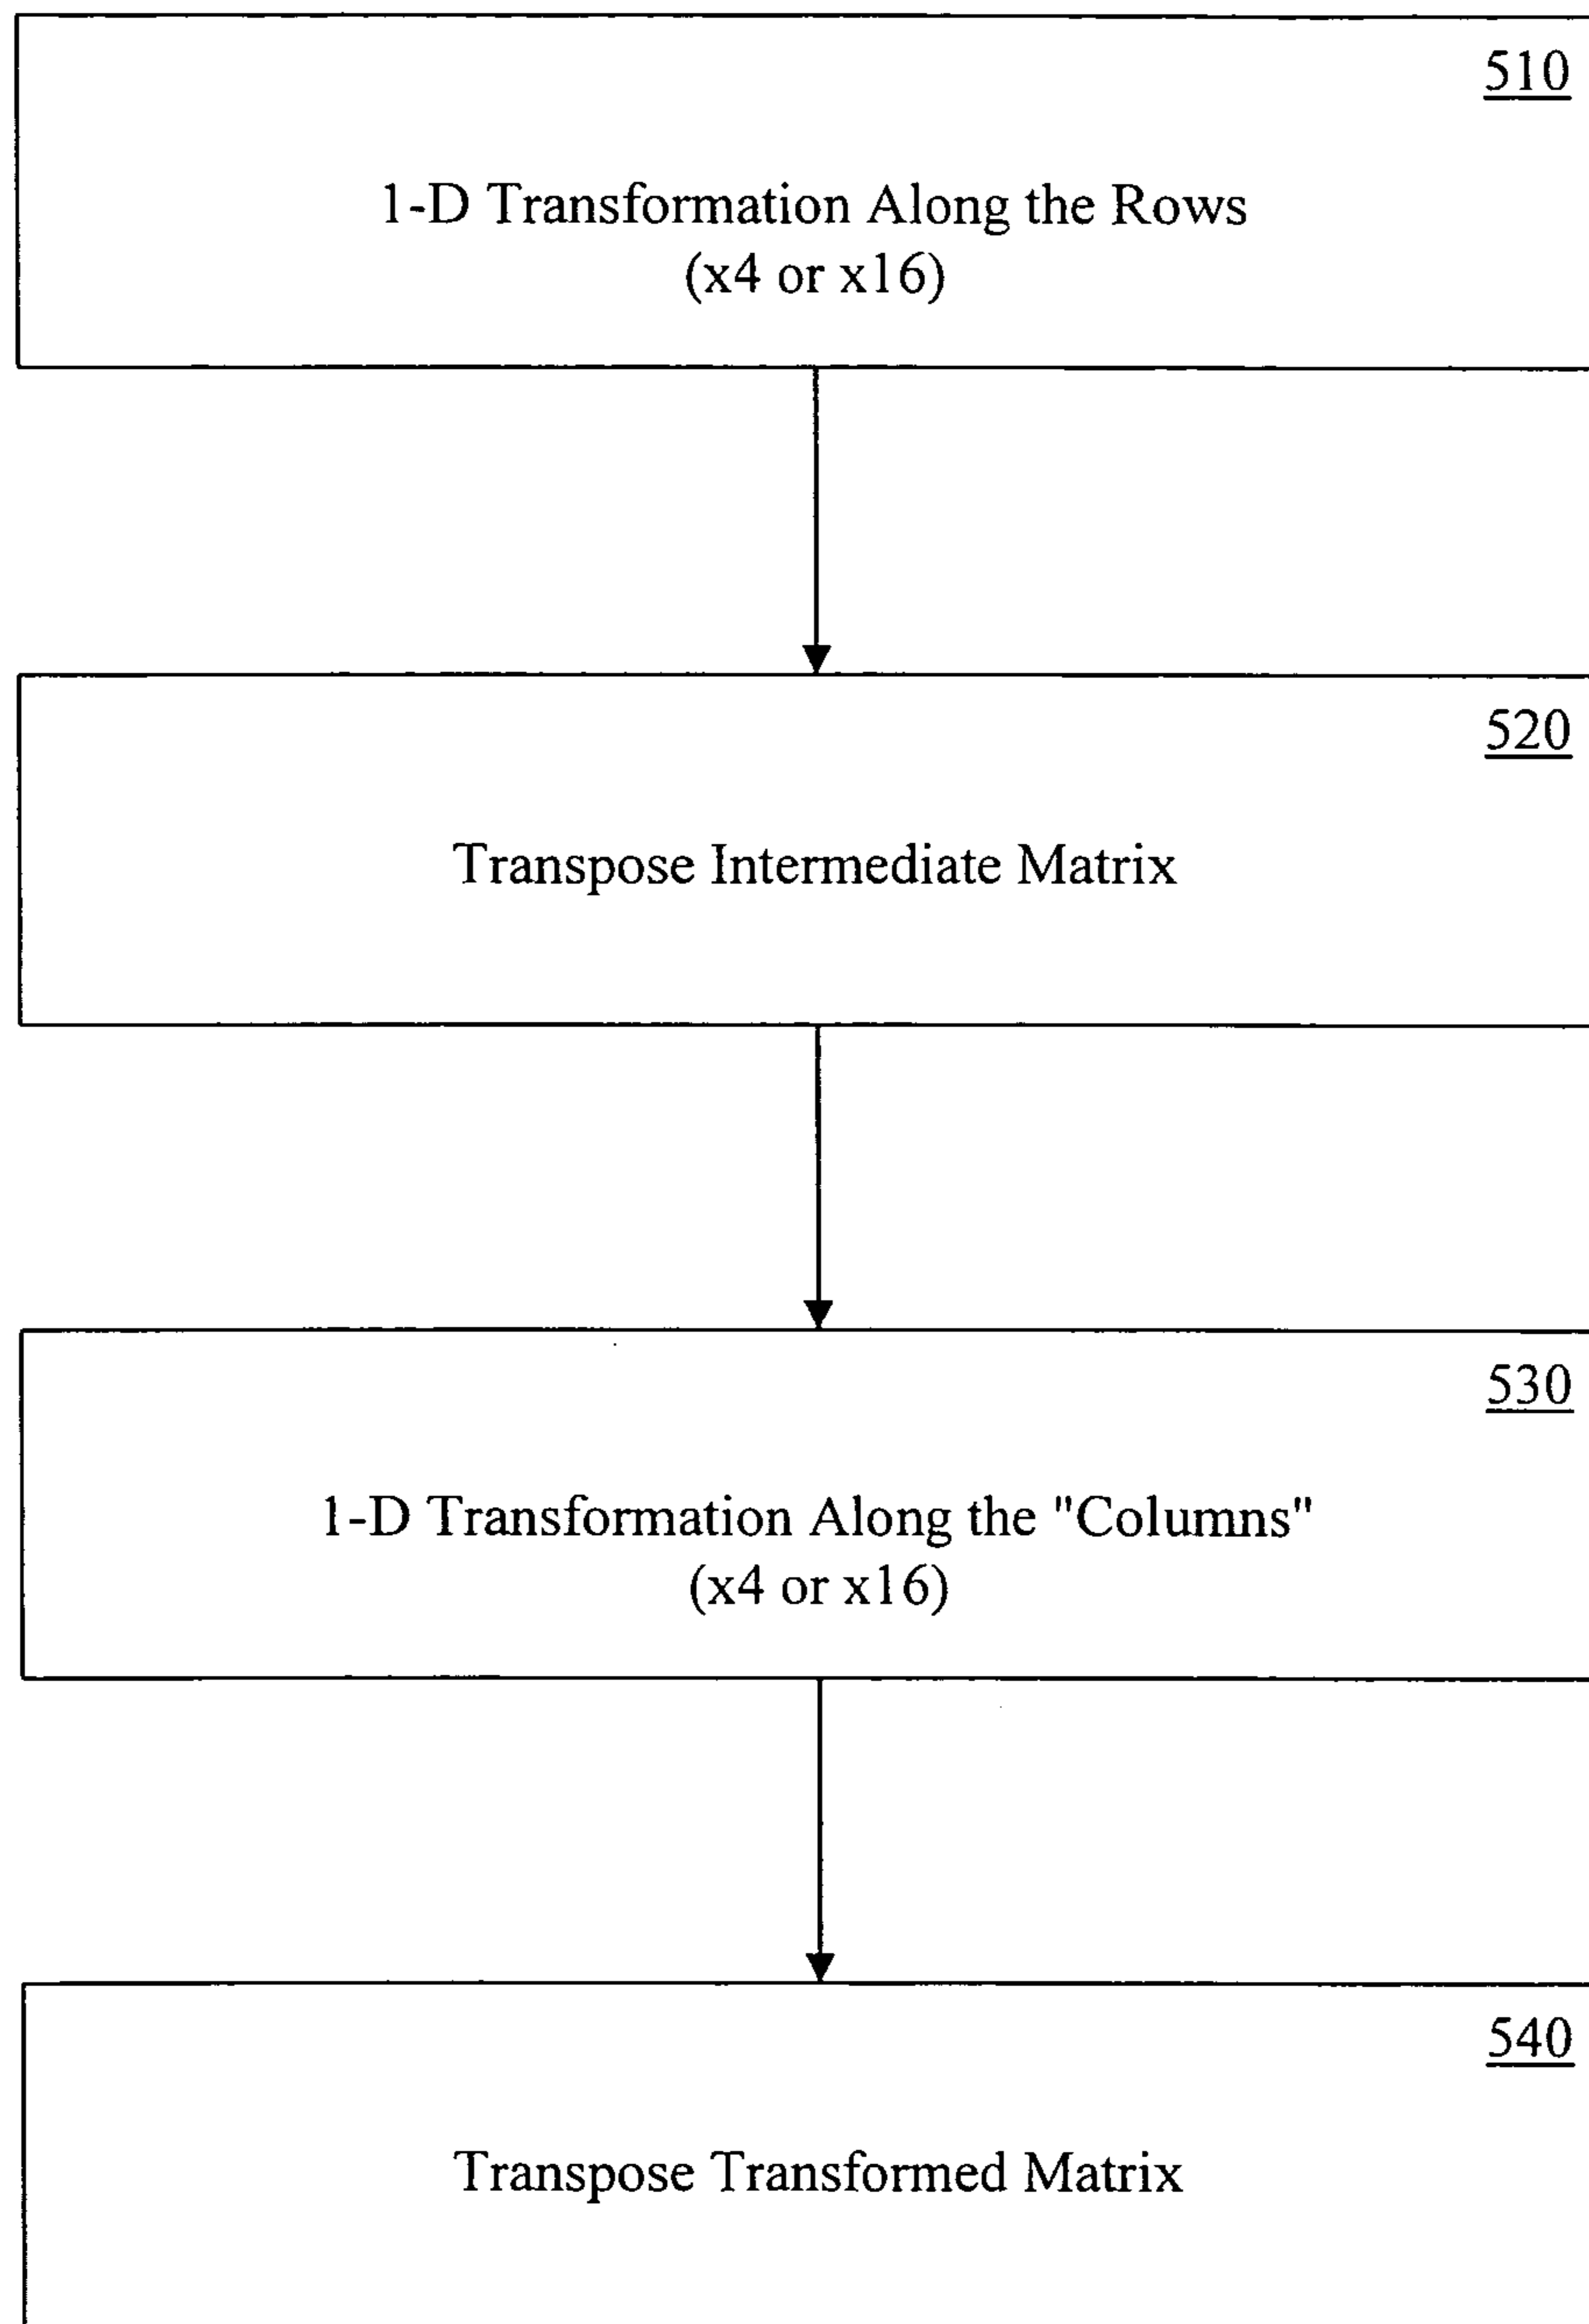 510
1-D Transformation Along the Rows
(x4 or x16)
520
Transpose Intermediate Matrix
530
1-D Transformation Along the "Columns"
(x4 or x16)
540
Transpose Transformed Matrix